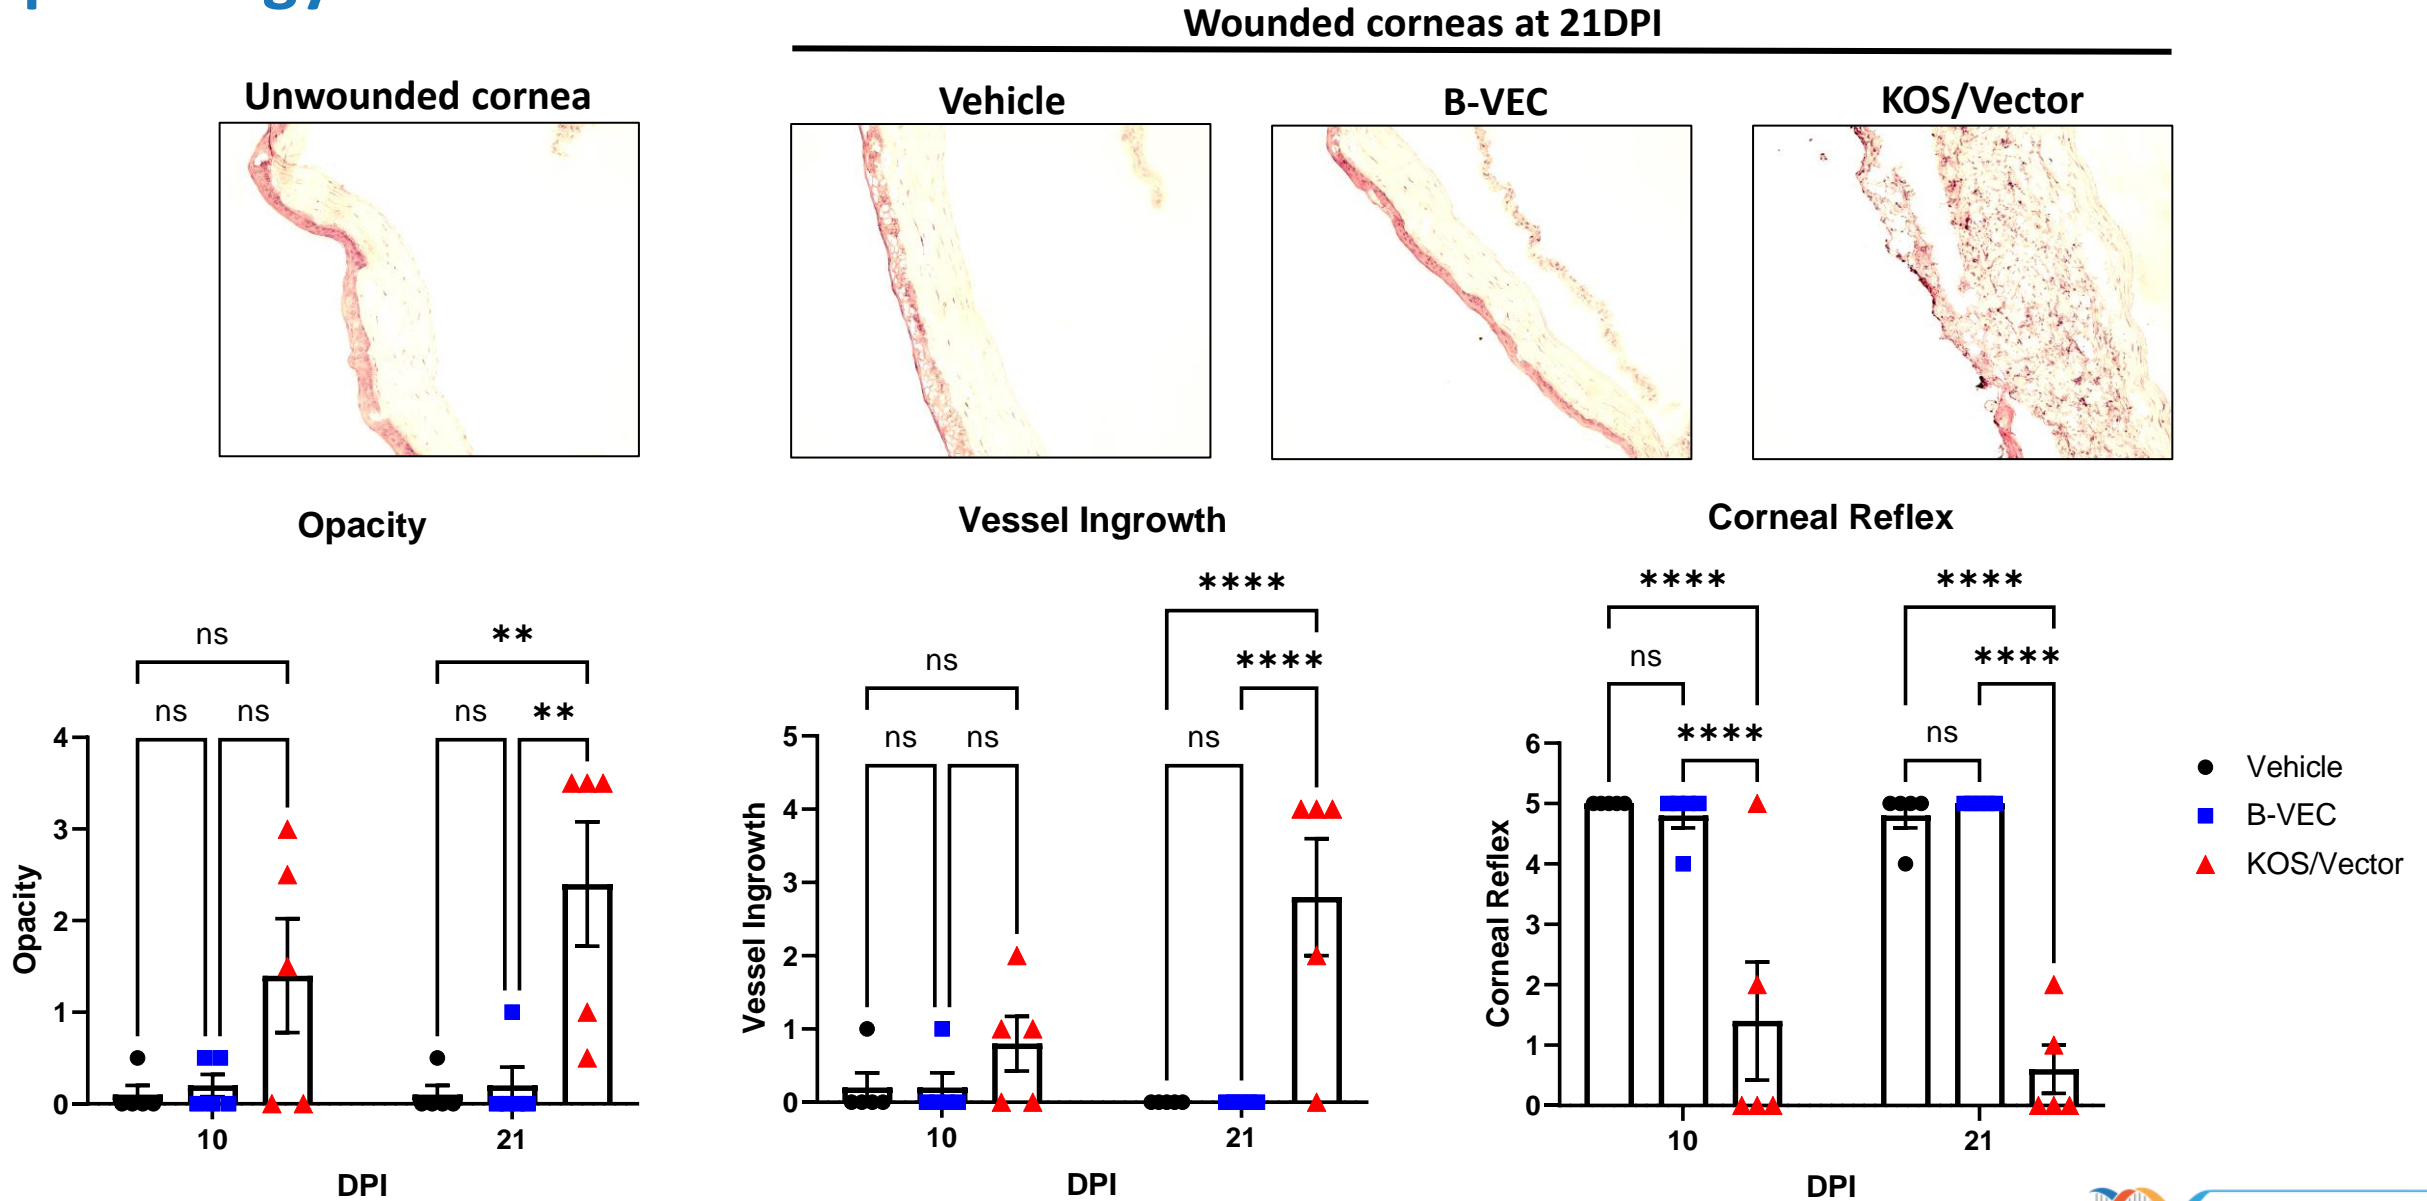 Wounded corneas at 21DPI
Unwounded cornea
Vehicle
B-VEC
KOS/Vector
Opacity
ns
**
ns
ns
ns
**
4
3
2
1
0
Opacity
10
21
DPI
Vessel Ingrowth
****
ns
****
ns
ns
ns
5
4
3
2
1
0
Vessel Ingrowth
10
21
DPI
Corneal Reflex
****
****
ns
****
****
ns
6
5
4
3
2
1
0
Corneal Reflex
10
21
DPI
Vehicle
B-VEC
KOS/Vector